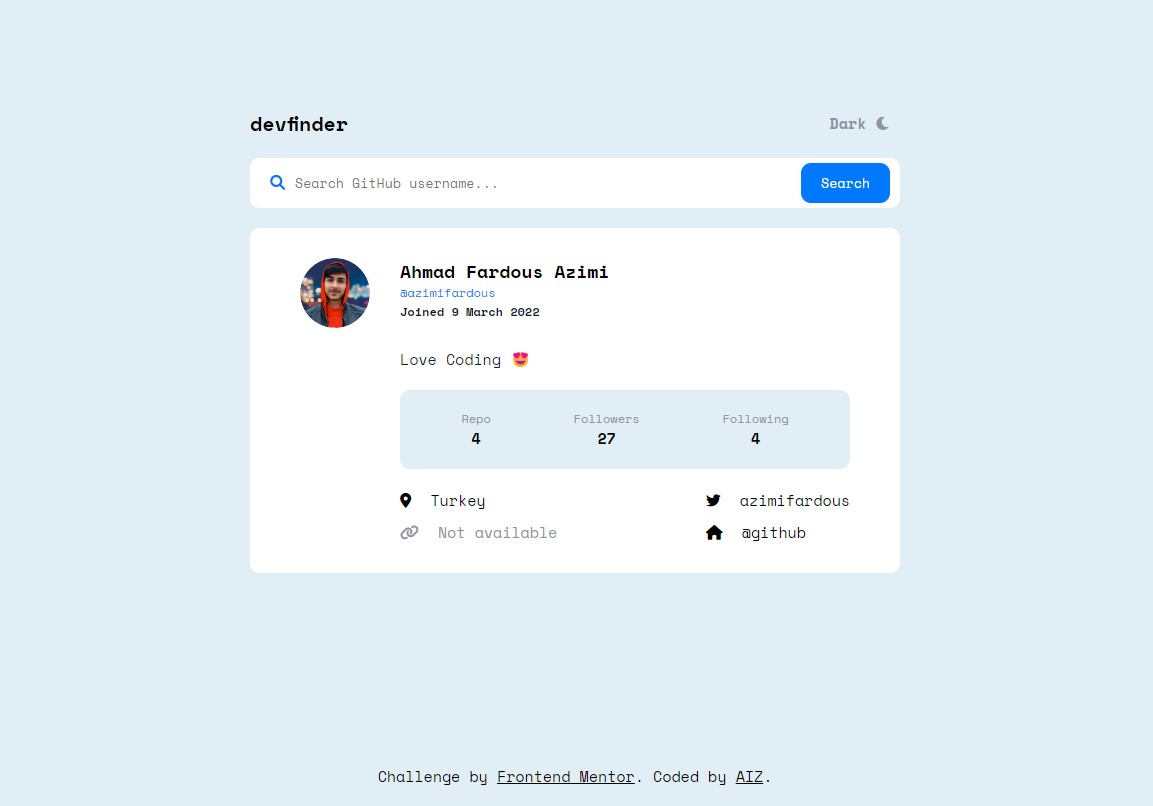 devfinder
Dark
Search GitHub username...
Search
Ahmad Fardous Azimi
@azimifardous
Joined 9 March 2022
Love Coding 😍
Repo Followers Following
4 27 4
Turkey azimifardous
Not available @github
Challenge by Frontend Mentor. Coded by AIZ.